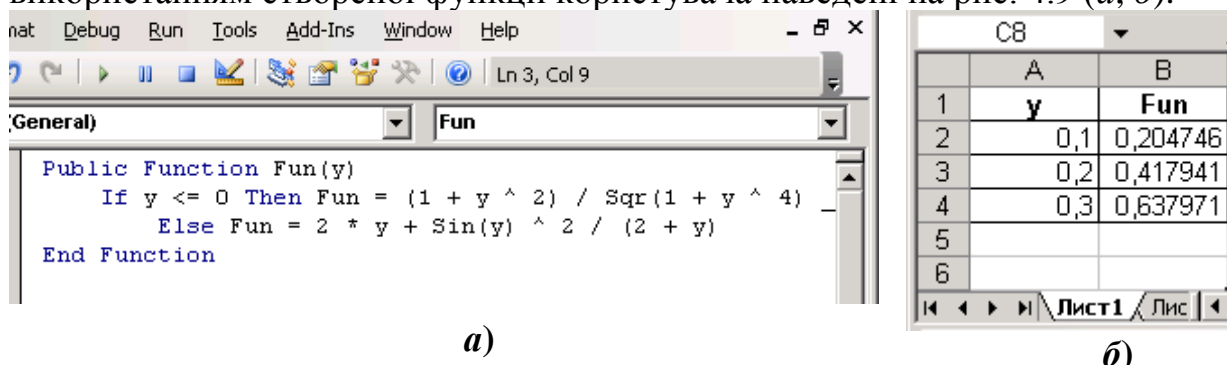 використанням створеної функції користувача наведені на рис. 4.9 (а, б).
mat Debug Run Tools Add-Ins Window Help
Ln 3, Col 9
(General) Fun
Public Function Fun(y)
If y <= 0 Then Fun = (1 + y ^ 2) / Sqr(1 + y ^ 4) _
Else Fun = 2 * y + Sin(y) ^ 2 / (2 + y)
End Function
а)
C8
A B
1 y Fun
2 0,1 0,204746
3 0,2 0,417941
4 0,3 0,637971
5
6
Лист1 Лис
б)